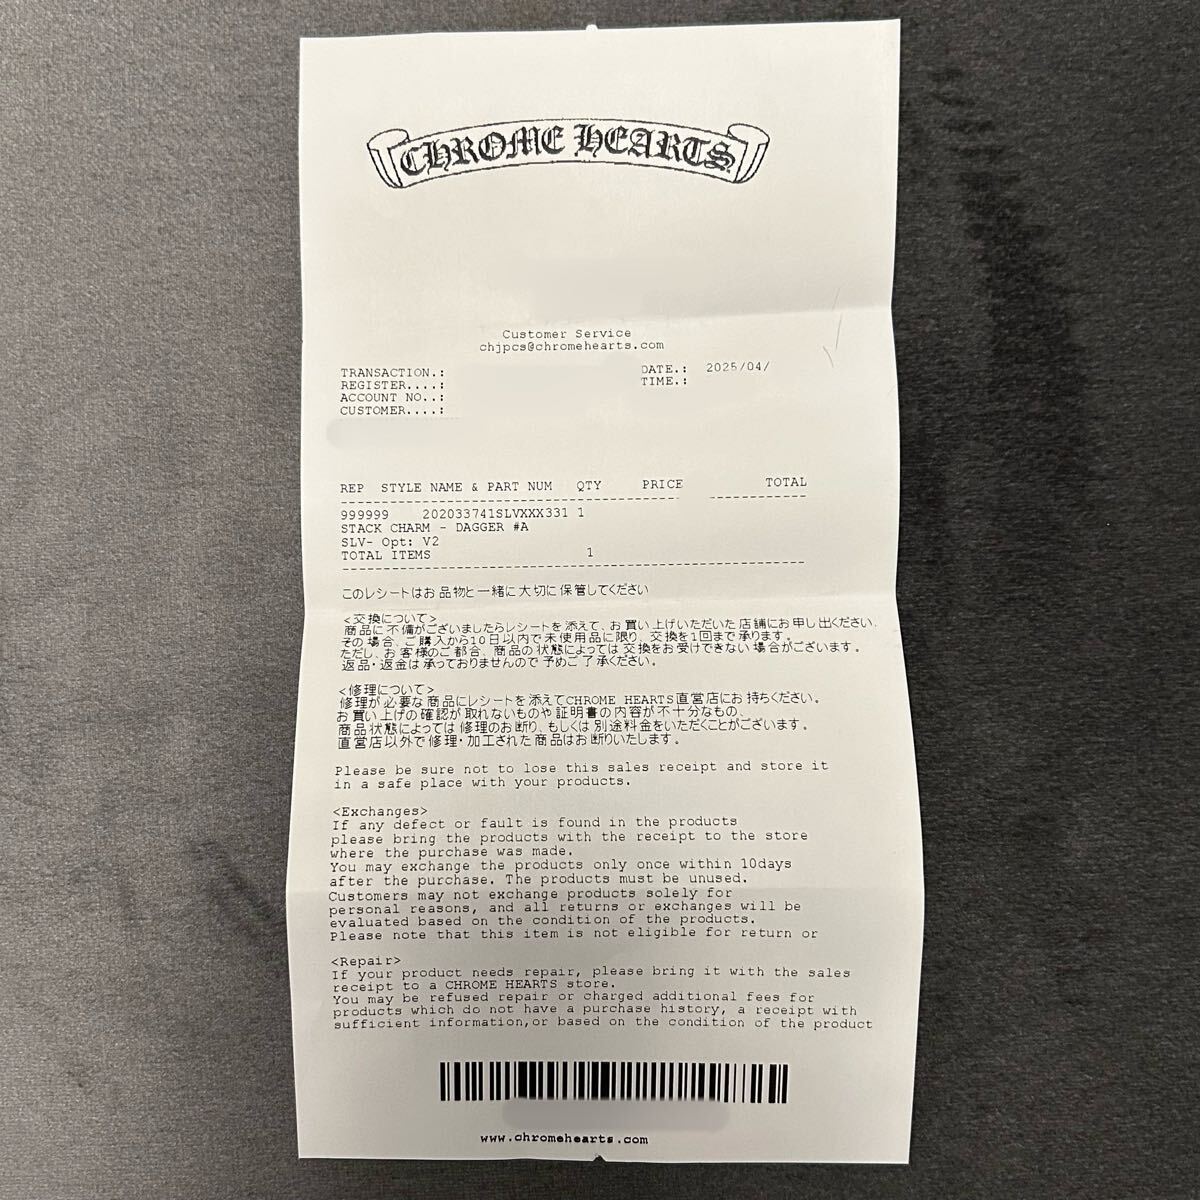 CHROME HEARTS
Customer Service
chjpcs@chromehearts.com
TRANSACTION.: DATE.: 2025/04/
REGISTER....: TIME.:
ACCOUNT NO..:
CUSTOMER....:
REP STYLE NAME & PART NUM QTY PRICE TOTAL
999999 202033741SLVXXX331 1
STACK CHARM - DAGGER #A
SLV- Opt: V2
TOTAL ITEMS 1
このレシートはお品物と一緒に大切に保管してください
<交換について>
商品に不備がございましたらレシートを添えて、お買い上げいただいた店舗にお申し出ください.
その場合、ご購入から10日以内で未使用品に限り、交換を1回まで承ります。
ただし、お客様のご都合、商品の状態によっては交換をお受けできない場合がございます。
返品・返金は承っておりませんので予めご了承ください。
<修理について>
修理が必要な商品にレシートを添えてCHROME HEARTS直営店にお持ちください。
お買い上げの確認が取れないものや証明書の内容が不十分なもの、
商品状態によっては修理のお断り、もしくは別途料金をいただくことがございます。
直営店以外で修理・加工された商品はお断りいたします。
Please be sure not to lose this sales receipt and store it
in a safe place with your products.
<Exchanges>
If any defect or fault is found in the products
please bring the products with the receipt to the store
where the purchase was made.
You may exchange the products only once within 10days
after the purchase. The products must be unused.
Customers may not exchange products solely for
personal reasons, and all returns or exchanges will be
evaluated based on the condition of the products.
Please note that this item is not eligible for return or
<Repair>
If your product needs repair, please bring it with the sales
receipt to a CHROME HEARTS store.
You may be refused repair or charged additional fees for
products which do not have a purchase history, a receipt with
sufficient information,or based on the condition of the product
www.chromehearts.com